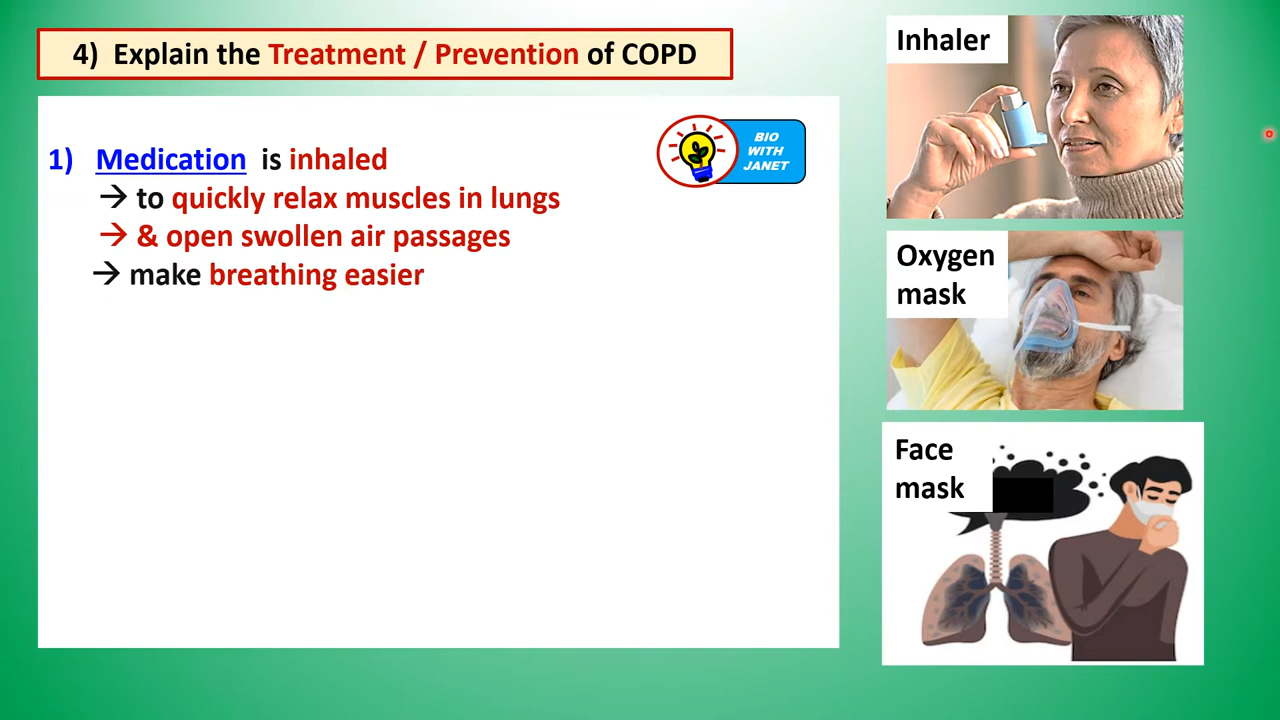 4) Explain the Treatment / Prevention of COPD
1) Medication is inhaled
→ to quickly relax muscles in lungs
→ & open swollen air passages
→ make breathing easier
BIO
WITH
JANET
Inhaler
Oxygen
mask
Face
mask